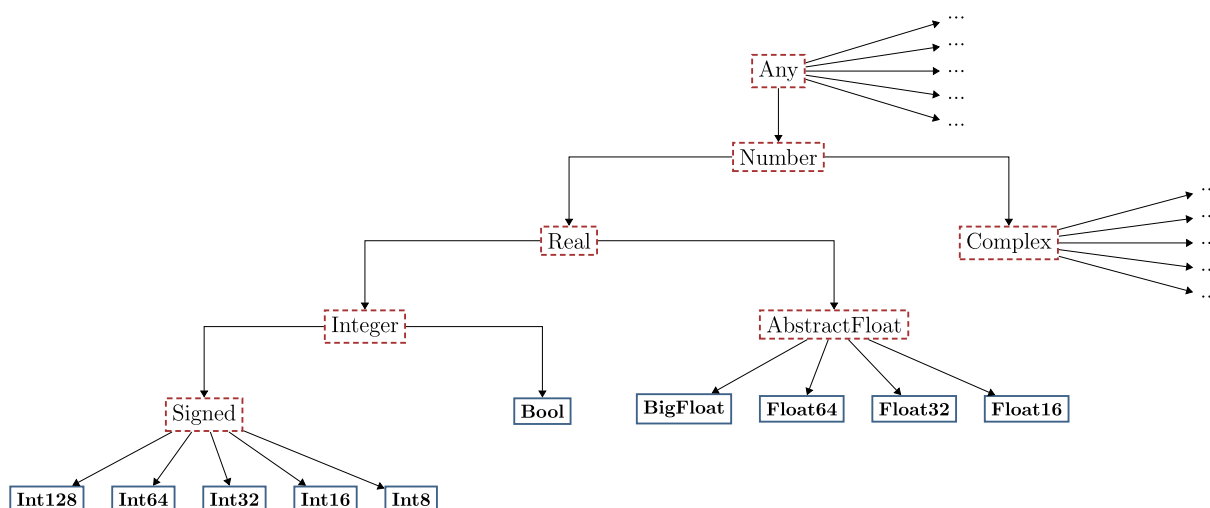 ...
...
Any
...
...
...
Number
Real
Complex
...
...
...
...
...
Integer
AbstractFloat
Signed
Bool
BigFloat
Float64
Float32
Float16
Int128
Int64
Int32
Int16
Int8